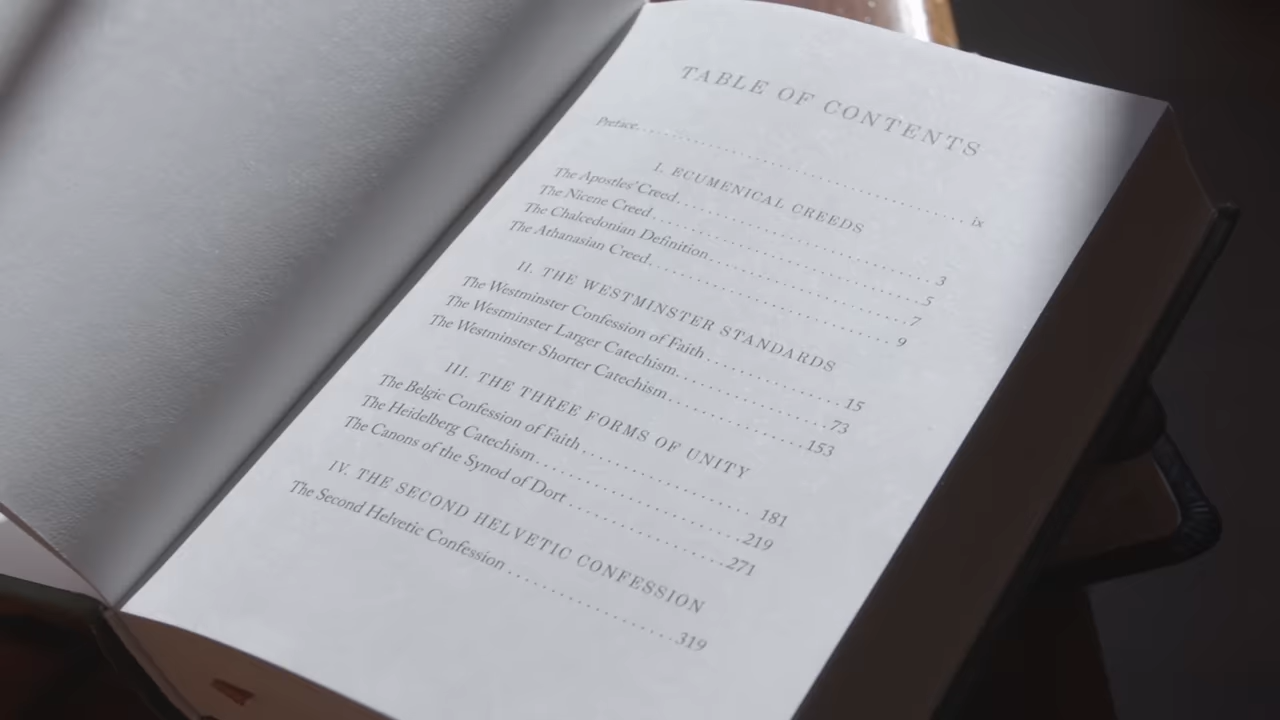 TABLE OF CONTENTS
Preface.................................................. ix
I. ECUMENICAL CREEDS
The Apostles' Creed........................................ 3
The Nicene Creed........................................... 5
The Chalcedonian Definition................................ 7
The Athanasian Creed....................................... 9
II. THE WESTMINSTER STANDARDS
The Westminster Confession of Faith....................... 15
The Westminster Larger Catechism.......................... 73
The Westminster Shorter Catechism........................ 153
III. THE THREE FORMS OF UNITY
The Belgic Confession of Faith........................... 181
The Heidelberg Catechism................................. 219
The Canons of the Synod of Dort.......................... 271
IV. THE SECOND HELVETIC CONFESSION
The Second Helvetic Confession........................... 319